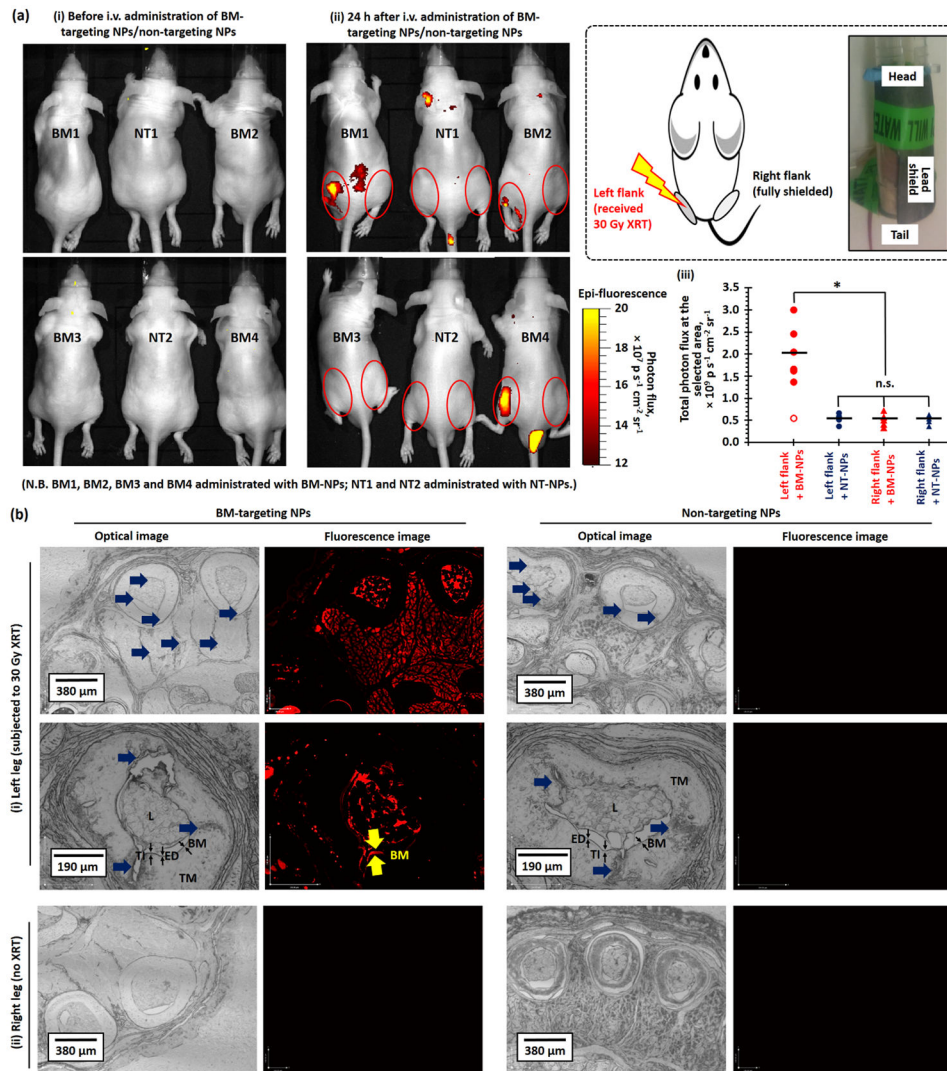 (a)
(i) Before i.v. administration of BM-
targeting NPs/non-targeting NPs
(ii) 24 h after i.v. administration of BM-
targeting NPs/non-targeting NPs
BM1
NT1
BM2
BM1
NT1
BM2
BM3
NT2
BM4
BM3
NT2
BM4
Epi-fluorescence
20
18
16
14
12
Photon flux,
× 10⁷ p s⁻¹ cm⁻² sr⁻¹
Left flank
(received
30 Gy XRT)
Right flank
(fully shielded)
Head
WILL WATE
Lead
shield
Tail
(iii)
Total photon flux at the
selected area,
× 10⁹ p s⁻¹ cm⁻² sr⁻¹
3.5
3.0
2.5
2.0
1.5
1.0
0.5
0.0
*
n.s.
Left flank
+ BM-NPs
Left flank
+ NT-NPs
Right flank
+ BM-NPs
Right flank
+ NT-NPs
(N.B. BM1, BM2, BM3 and BM4 administrated with BM-NPs; NT1 and NT2 administrated with NT-NPs.)
(b)
BM-targeting NPs
Non-targeting NPs
Optical image
Fluorescence image
Optical image
Fluorescence image
(i) Left leg (subjected to 30 Gy XRT)
380 µm
380 µm
L
BM
TI
ED
TM
190 µm
BM
TM
L
ED
BM
TI
190 µm
(ii) Right leg (no XRT)
380 µm
380 µm